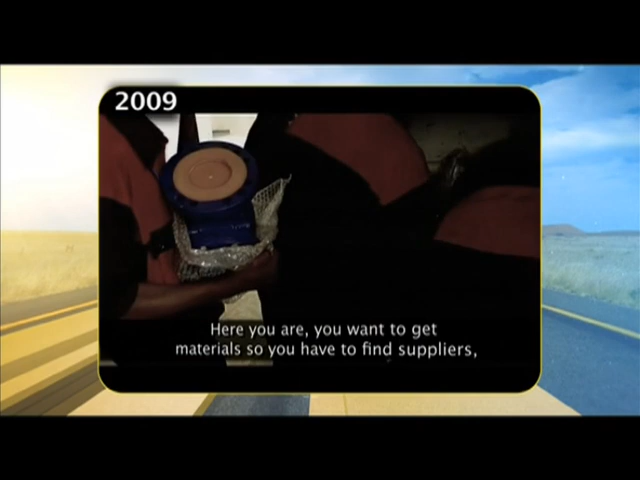 2009
Here you are, you want to get
materials so you have to find suppliers,